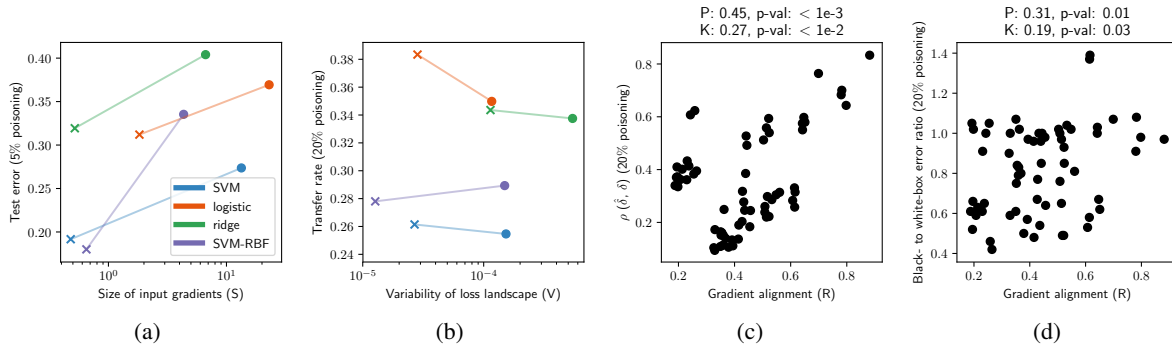 P: 0.45, p-val: < 1e-3
K: 0.27, p-val: < 1e-2
P: 0.31, p-val: 0.01
K: 0.19, p-val: 0.03
Test error (5% poisoning)
0.40
0.35
0.30
0.25
0.20
SVM
logistic
ridge
SVM-RBF
10⁰
10¹
Size of input gradients (S)
(a)
Transfer rate (20% poisoning)
0.38
0.36
0.34
0.32
0.30
0.28
0.26
0.24
10⁻⁵
10⁻⁴
Variability of loss landscape (V)
(b)
ρ (δ̂, δ) (20% poisoning)
0.8
0.6
0.4
0.2
0.2
0.4
0.6
0.8
Gradient alignment (R)
(c)
Black- to white-box error ratio (20% poisoning)
1.4
1.2
1.0
0.8
0.6
0.4
0.2
0.4
0.6
0.8
Gradient alignment (R)
(d)